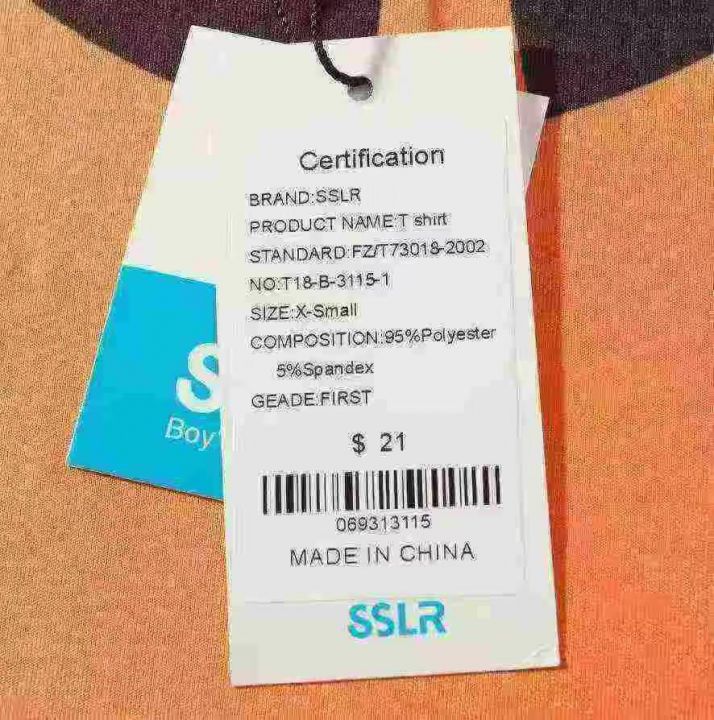 Certification
BRAND:SSLR
PRODUCT NAME:T shirt
STANDARD:FZ/T73018-2002
NO:T18-B-3115-1
SIZE:X-Small
COMPOSITION:95%Polyester
5%Spandex
GEADE:FIRST
$ 21
069313115
MADE IN CHINA
SSLR
S
Boy'